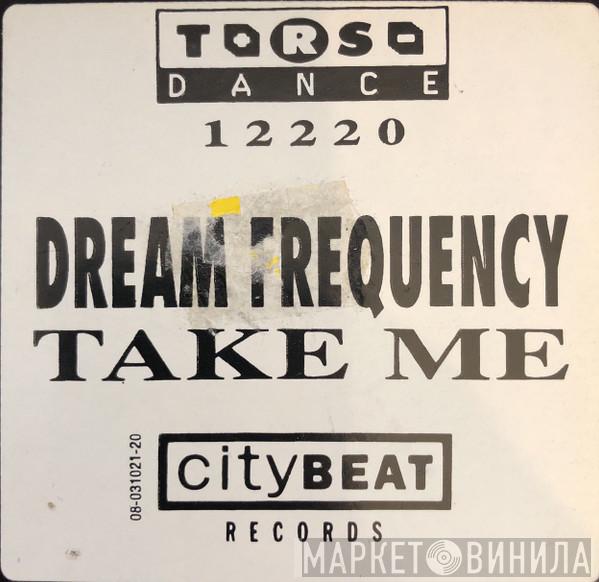 TORSO
DANCE
12220
DREAM FREQUENCY
TAKE ME
08-031021-20
cityBEAT
RECORDS
МАРКЕТ ВИНИЛА